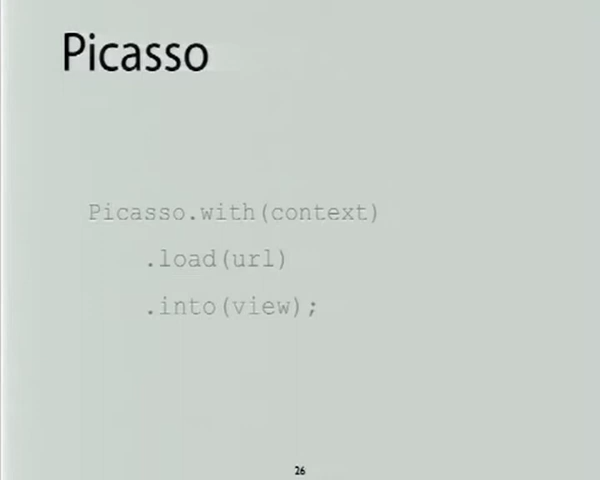 Picasso
Picasso.with(context)
.load(url)
.into(view);
26